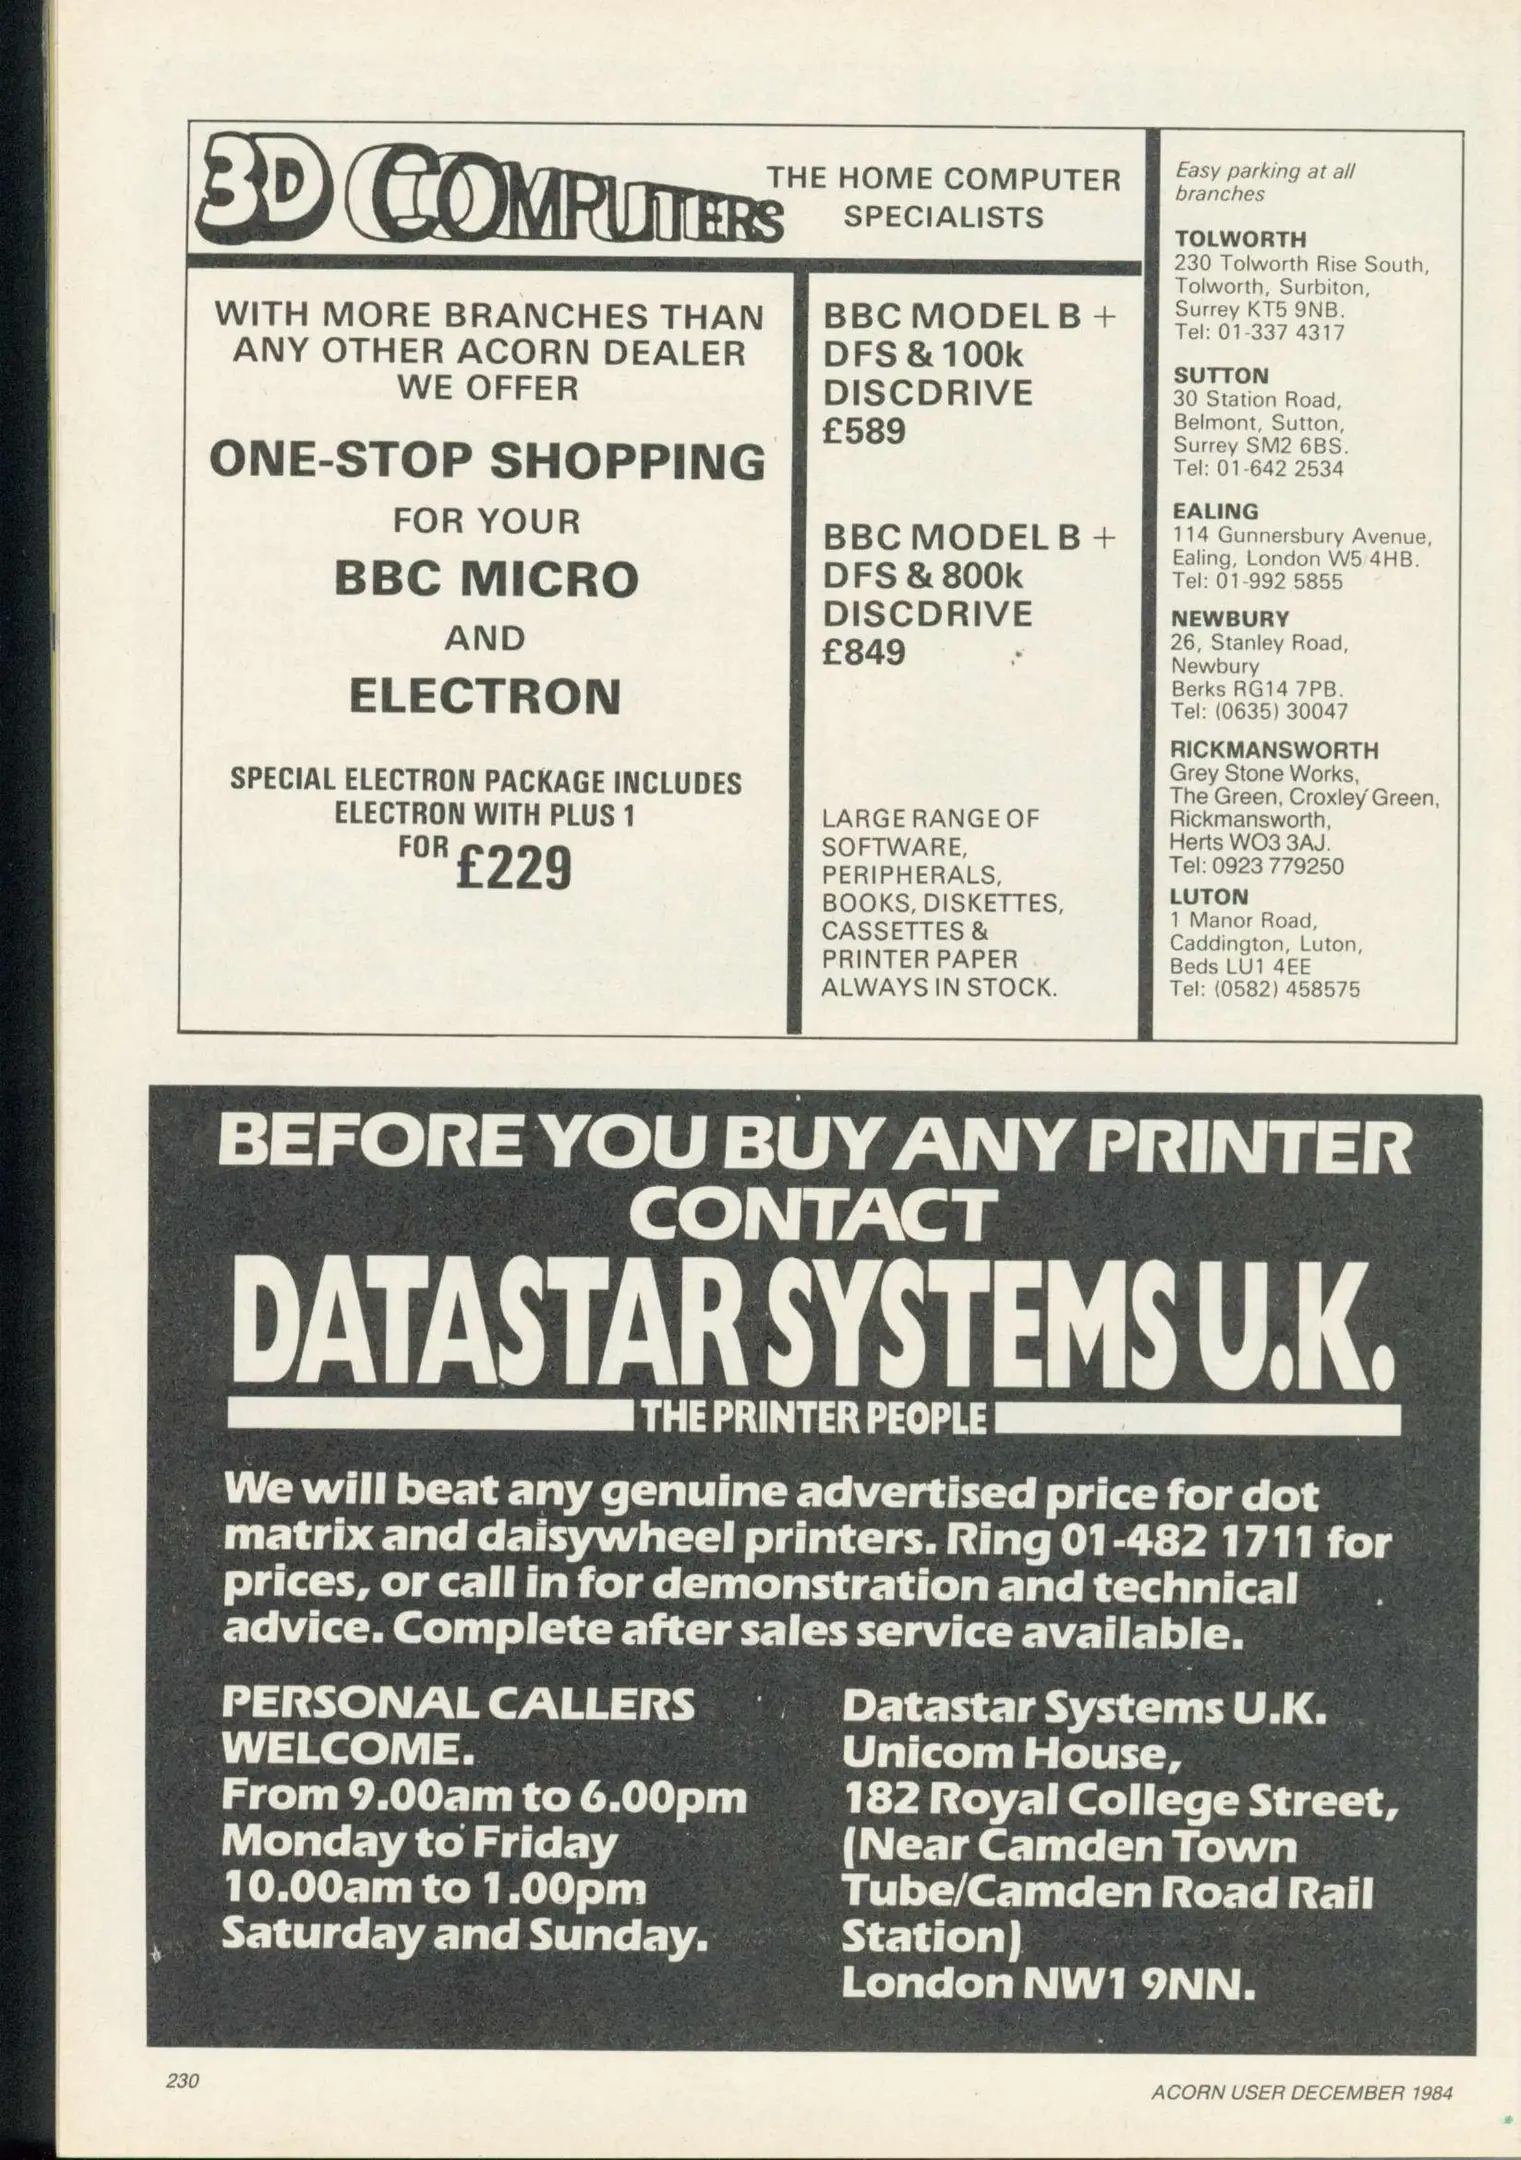 3D COMPUTERS
THE HOME COMPUTER
SPECIALISTS
WITH MORE BRANCHES THAN
ANY OTHER ACORN DEALER
WE OFFER
ONE-STOP SHOPPING
FOR YOUR
BBC MICRO
AND
ELECTRON
SPECIAL ELECTRON PACKAGE INCLUDES
ELECTRON WITH PLUS 1
FOR £229
BBC MODEL B +
DFS & 100k
DISCDRIVE
£589
BBC MODEL B +
DFS & 800k
DISCDRIVE
£849
LARGE RANGE OF
SOFTWARE,
PERIPHERALS,
BOOKS, DISKETTES,
CASSETTES &
PRINTER PAPER
ALWAYS IN STOCK.
Easy parking at all
branches
TOLWORTH
230 Tolworth Rise South,
Tolworth, Surbiton,
Surrey KT5 9NB.
Tel: 01-337 4317
SUTTON
30 Station Road,
Belmont, Sutton,
Surrey SM2 6BS.
Tel: 01-642 2534
EALING
114 Gunnersbury Avenue,
Ealing, London W5 4HB.
Tel: 01-992 5855
NEWBURY
26, Stanley Road,
Newbury
Berks RG14 7PB.
Tel: (0635) 30047
RICKMANSWORTH
Grey Stone Works,
The Green, Croxley Green,
Rickmansworth,
Herts WO3 3AJ.
Tel: 0923 779250
LUTON
1 Manor Road,
Caddington, Luton,
Beds LU1 4EE
Tel: (0582) 458575
BEFORE YOU BUY ANY PRINTER
CONTACT
DATASTAR SYSTEMS U.K.
THE PRINTER PEOPLE
We will beat any genuine advertised price for dot
matrix and daisywheel printers. Ring 01-482 1711 for
prices, or call in for demonstration and technical
advice. Complete after sales service available.
PERSONAL CALLERS
WELCOME.
From 9.00am to 6.00pm
Monday to Friday
10.00am to 1.00pm
Saturday and Sunday.
Datastar Systems U.K.
Unicom House,
182 Royal College Street,
(Near Camden Town
Tube/Camden Road Rail
Station)
London NW1 9NN.
230
ACORN USER DECEMBER 1984